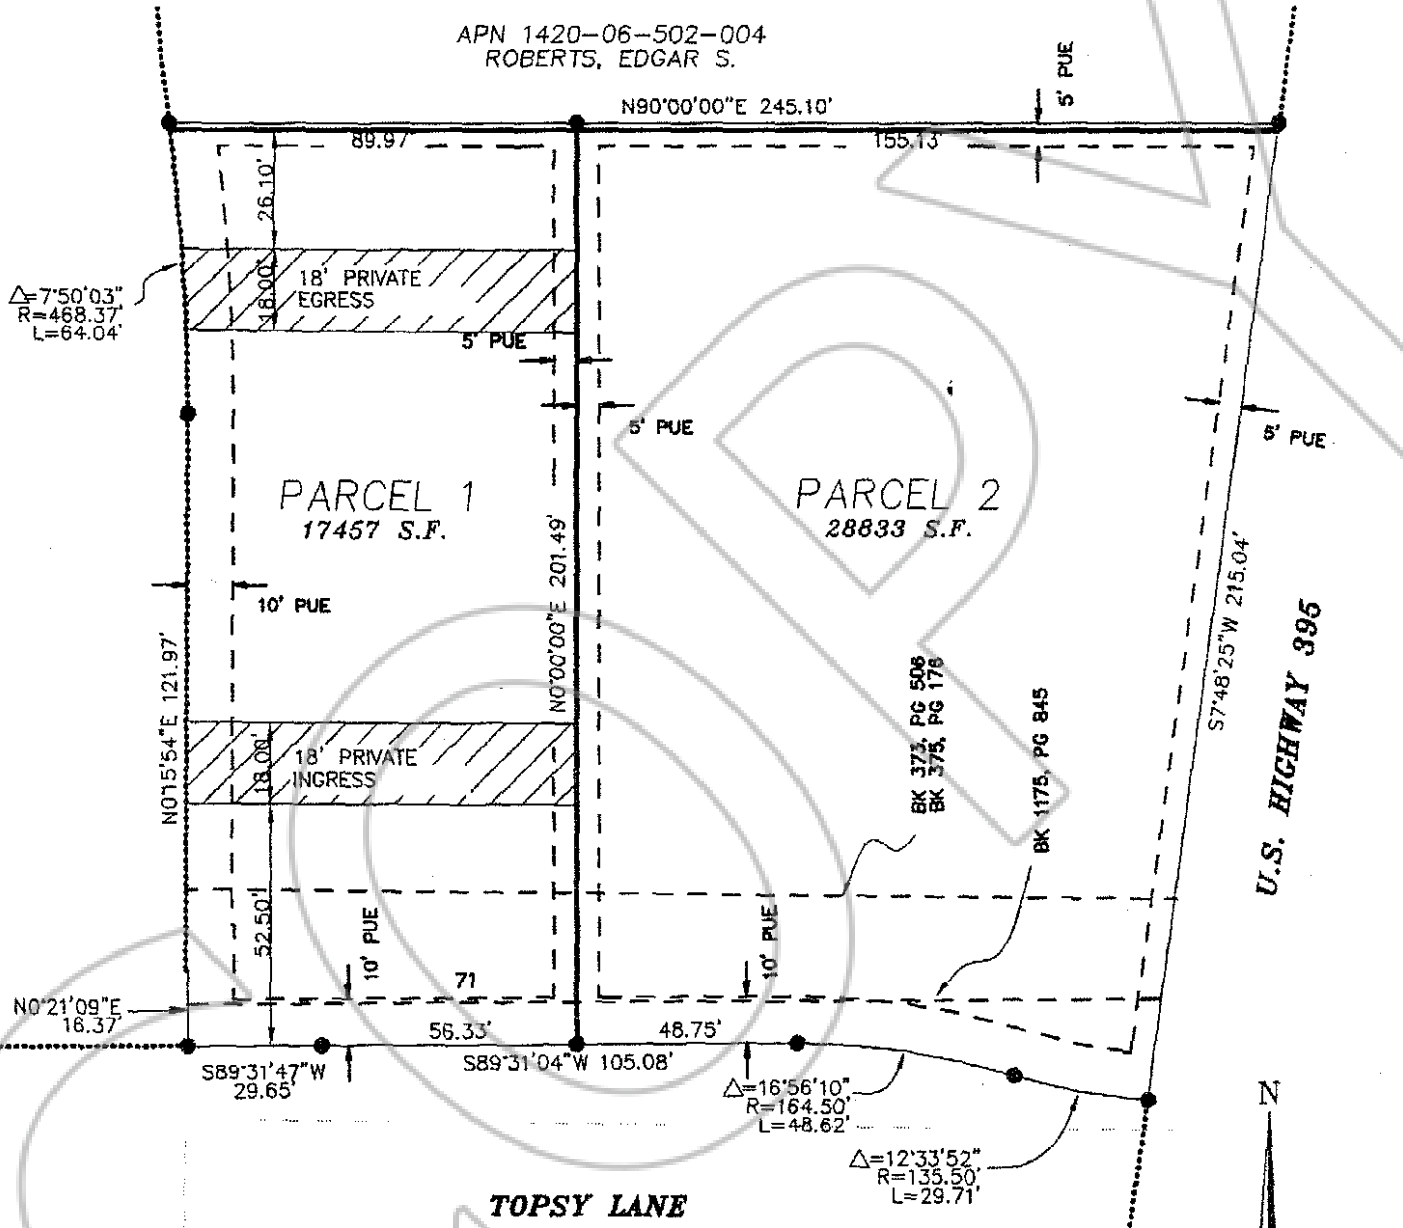 APN 1420-06-502-004
ROBERTS, EDGAR S.
5' PUE
N90°00'00"E 245.10'
89.97
155.13'
26.10'
18.00'
18' PRIVATE
EGRESS
Δ=7°50'03"
R=468.37'
L=64.04'
5' PUE
5' PUE
5' PUE
PARCEL 1
17457 S.F.
PARCEL 2
28833 S.F.
N0°00'00"E 201.49'
10' PUE
S7°48'25"W 215.04'
U.S. HIGHWAY 395
N0°15'54"E 121.97'
BK 373, PG 506
BK 375, PG 176
BK 1175, PG 845
18.00'
18' PRIVATE
INGRESS
52.50'
10' PUE
10' PUE
71
N0°21'09"E
16.37'
56.33'
48.75'
S89°31'47"W
29.65'
S89°31'04"W 105.08'
Δ=16°56'10"
R=164.50'
L=48.62'
Δ=12°33'52"
R=135.50'
L=29.71'
N
TOPSY LANE
COPY